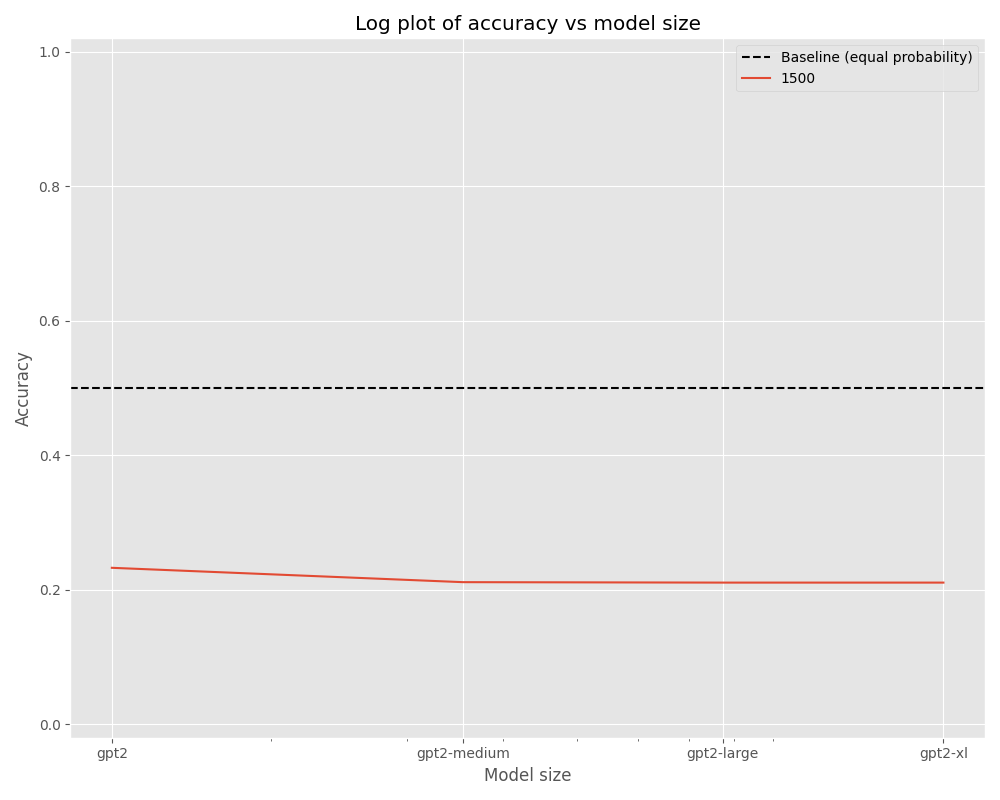 Log plot of accuracy vs model size
Baseline (equal probability)
1500
1.0
0.8
0.6
0.4
0.2
0.0
Accuracy
gpt2
gpt2-medium
gpt2-large
gpt2-xl
Model size